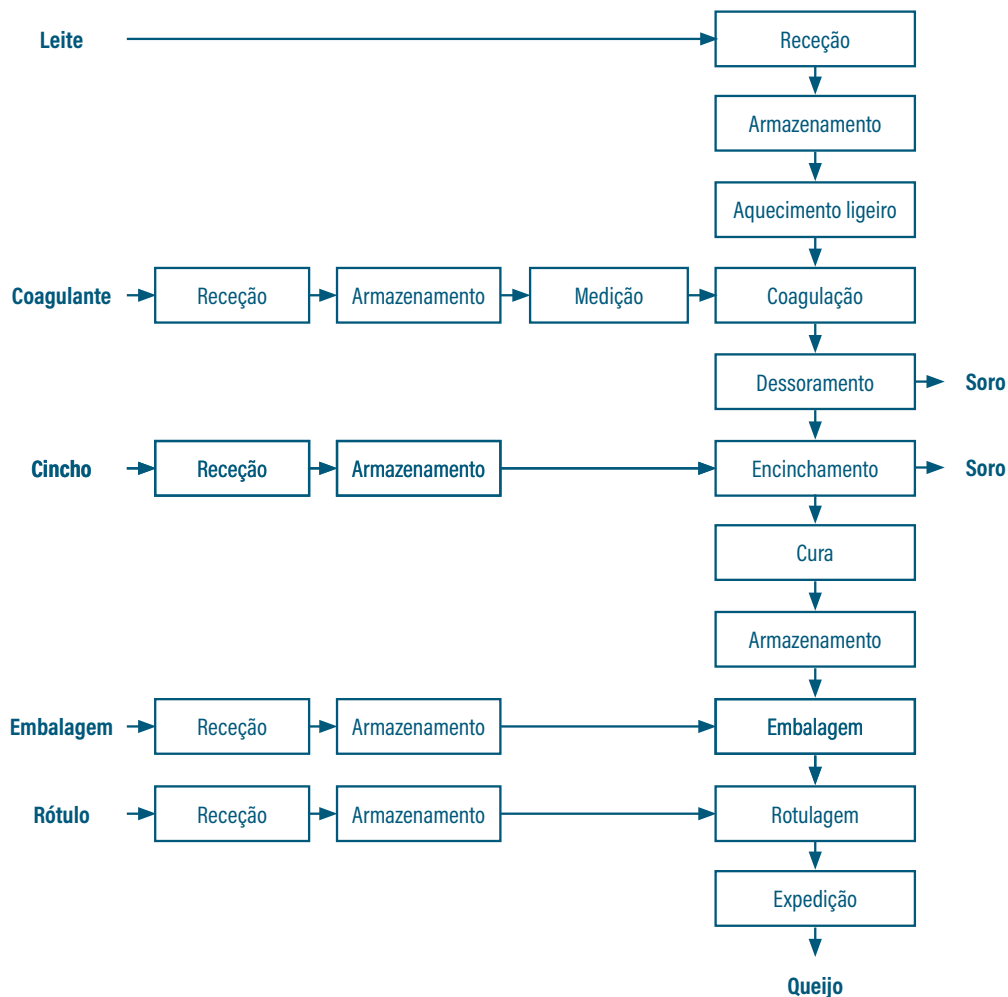 Leite
Receção
Armazenamento
Aquecimento ligeiro
Coagulante
Receção
Armazenamento
Medição
Coagulação
Dessoramento
Soro
Cincho
Receção
Armazenamento
Encinchamento
Soro
Cura
Armazenamento
Embalagem
Receção
Armazenamento
Embalagem
Rótulo
Receção
Armazenamento
Rotulagem
Expedição
Queijo